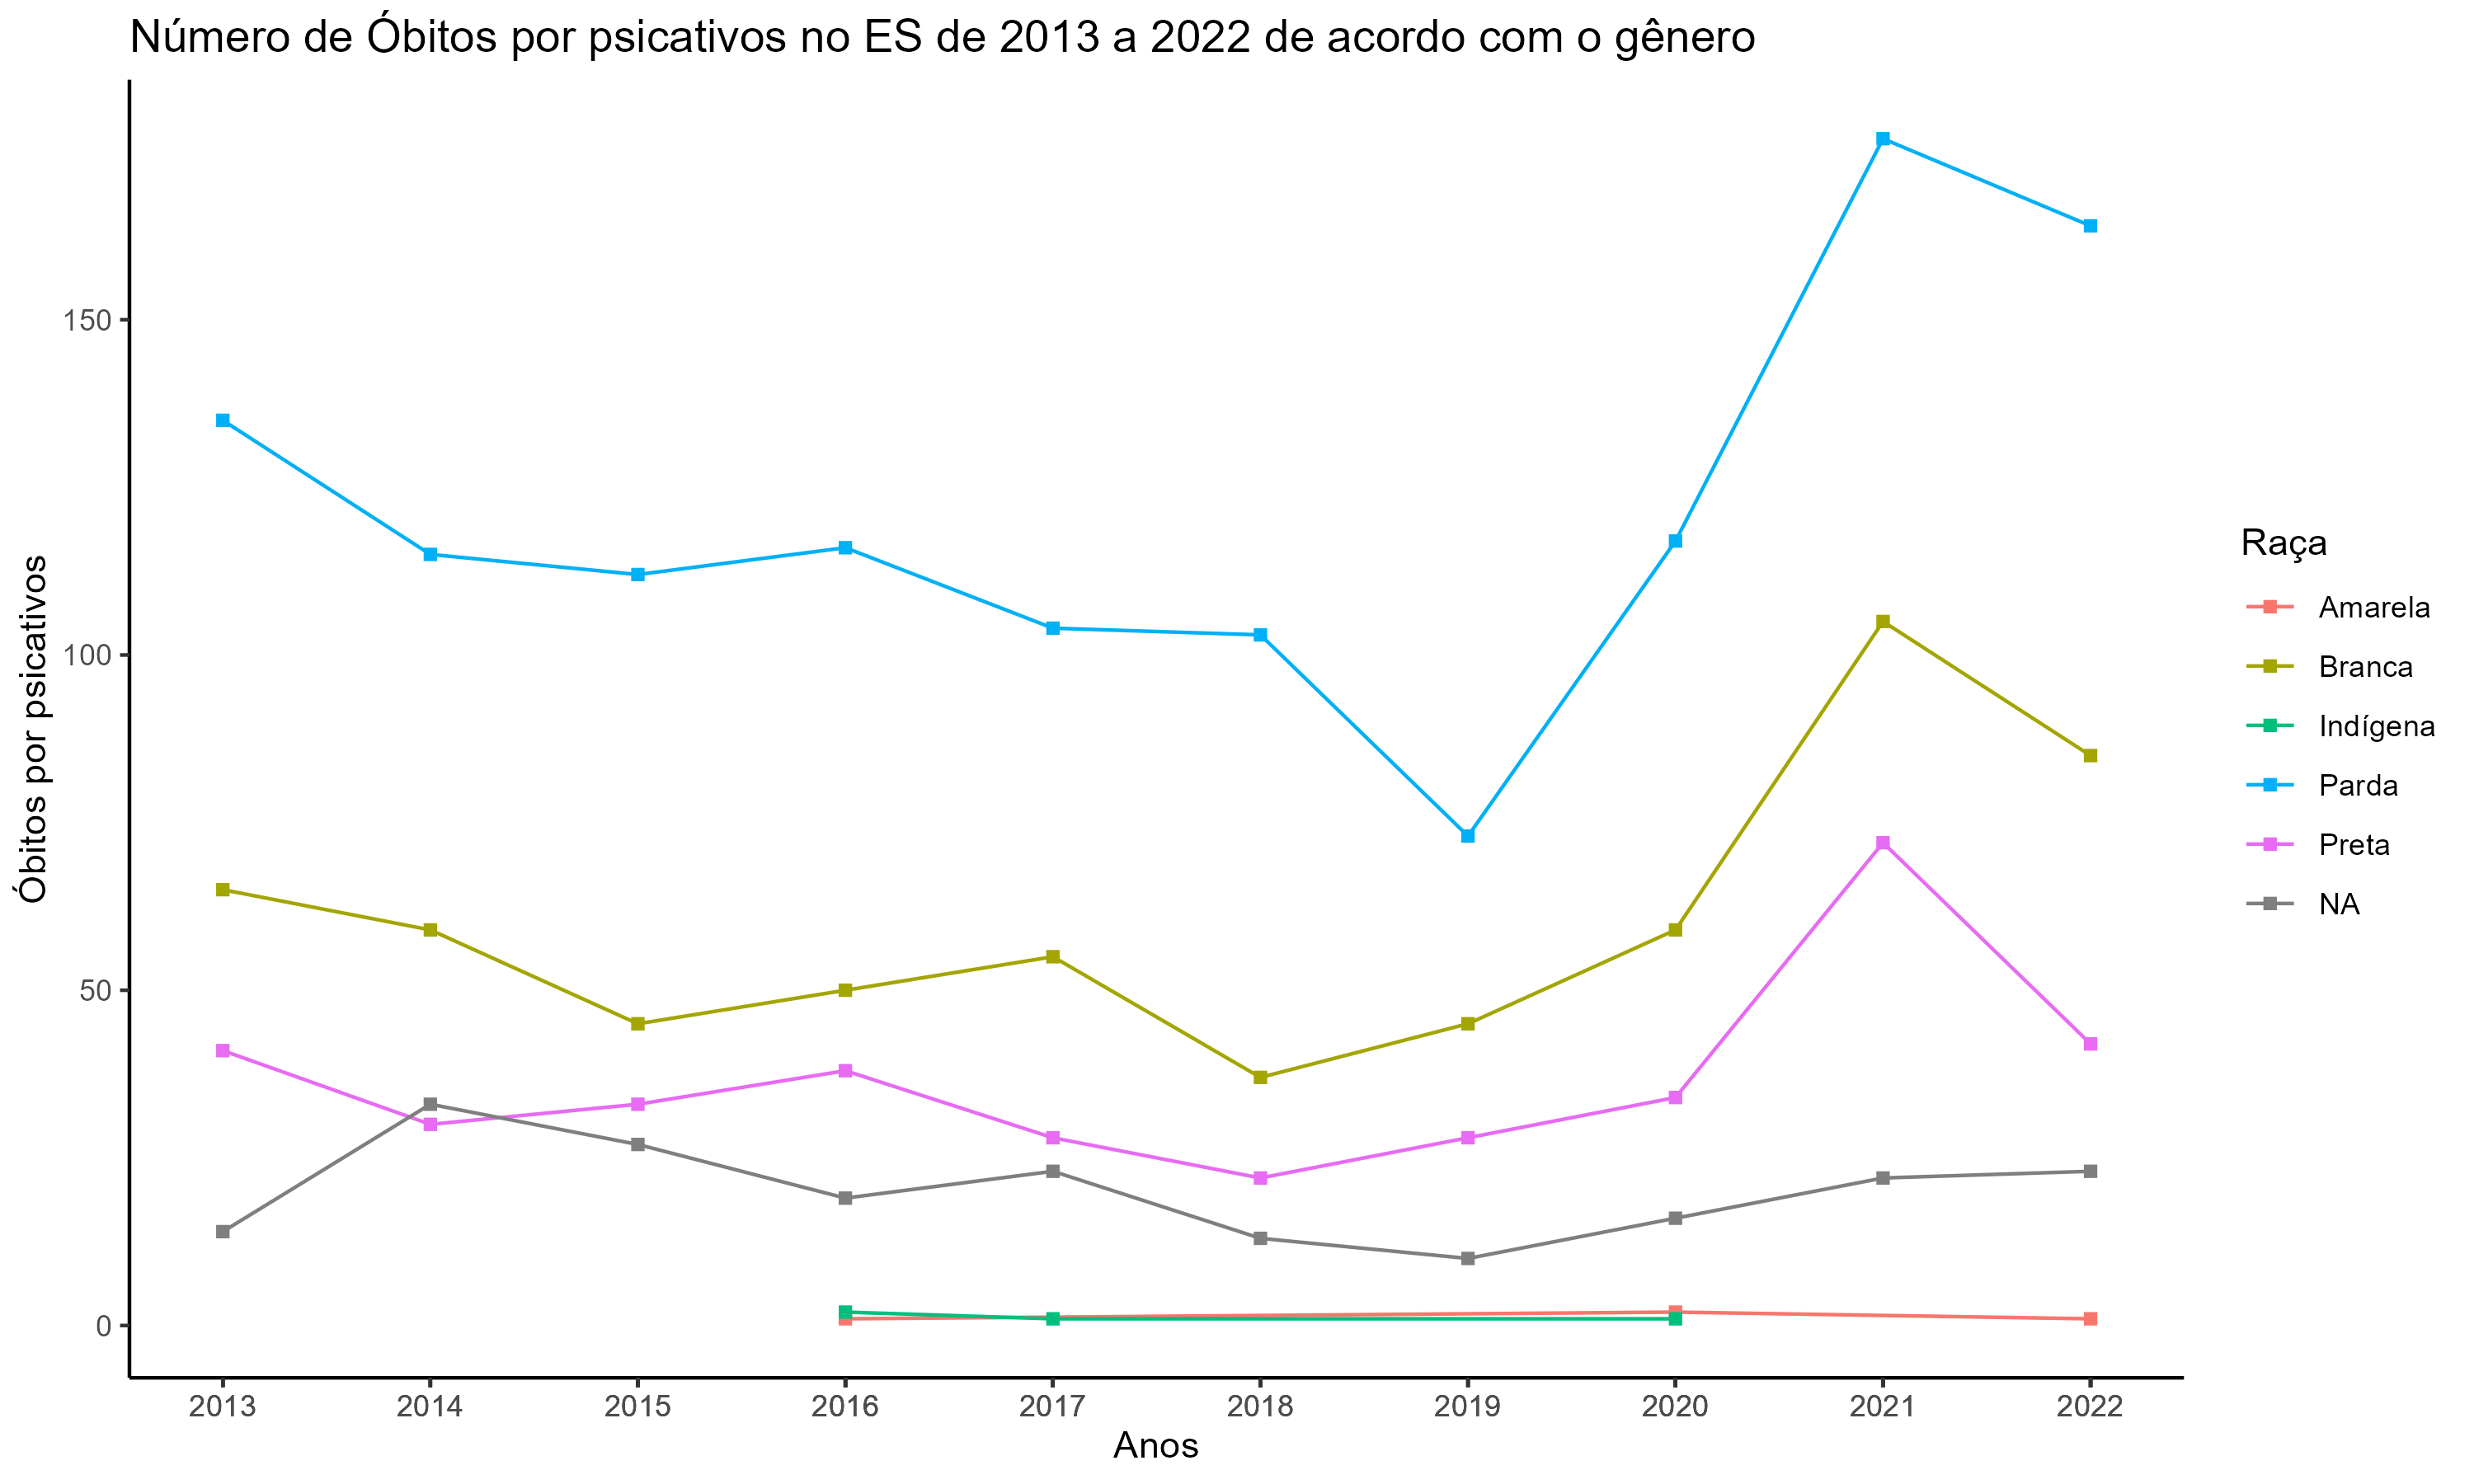 Número de Óbitos por psicativos no ES de 2013 a 2022 de acordo com o gênero
Óbitos por psicativos
150
100
50
0
2013 2014 2015 2016 2017 2018 2019 2020 2021 2022
Anos
Raça
Amarela
Branca
Indígena
Parda
Preta
NA